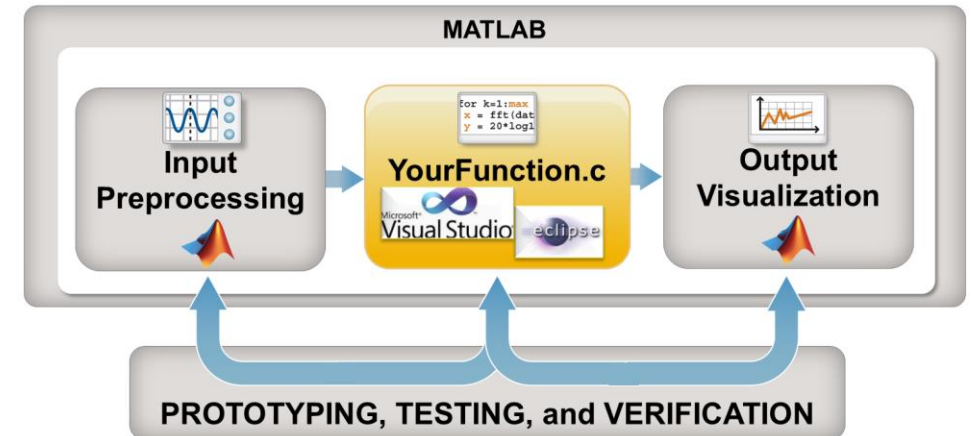 MATLAB
for k=1:max
x = fft(dat
y = 20*log1
Input
Preprocessing
YourFunction.c
Microsoft®
Visual Studio
eclipse
Output
Visualization
PROTOTYPING, TESTING, and VERIFICATION